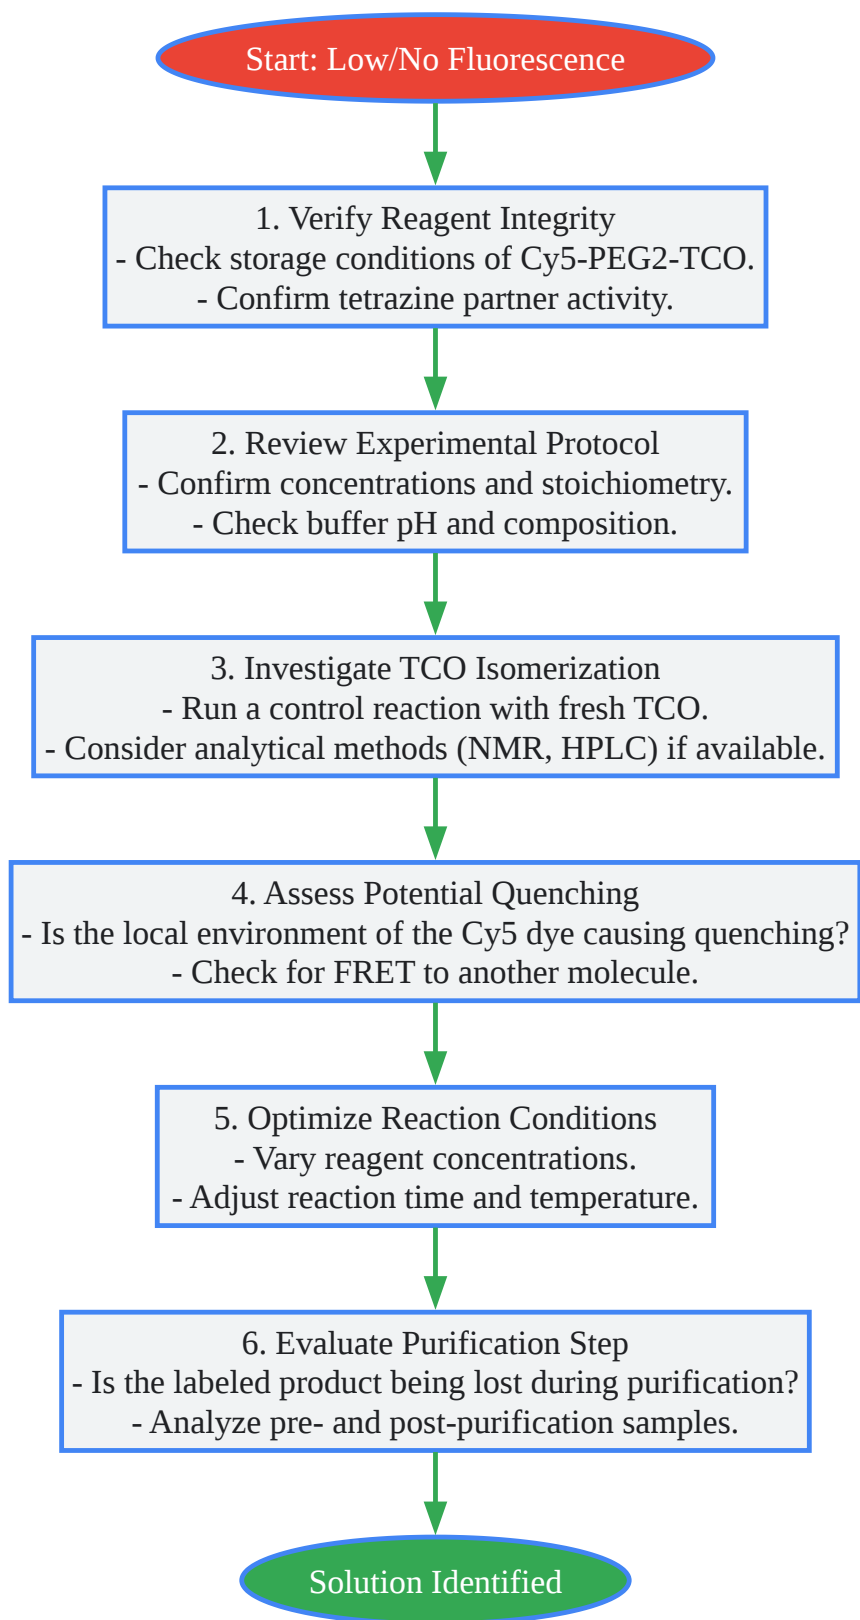 Start: Low/No Fluorescence
1. Verify Reagent Integrity
- Check storage conditions of Cy5-PEG2-TCO.
- Confirm tetrazine partner activity.
2. Review Experimental Protocol
- Confirm concentrations and stoichiometry.
- Check buffer pH and composition.
3. Investigate TCO Isomerization
- Run a control reaction with fresh TCO.
- Consider analytical methods (NMR, HPLC) if available.
4. Assess Potential Quenching
- Is the local environment of the Cy5 dye causing quenching?
- Check for FRET to another molecule.
5. Optimize Reaction Conditions
- Vary reagent concentrations.
- Adjust reaction time and temperature.
6. Evaluate Purification Step
- Is the labeled product being lost during purification?
- Analyze pre- and post-purification samples.
Solution Identified